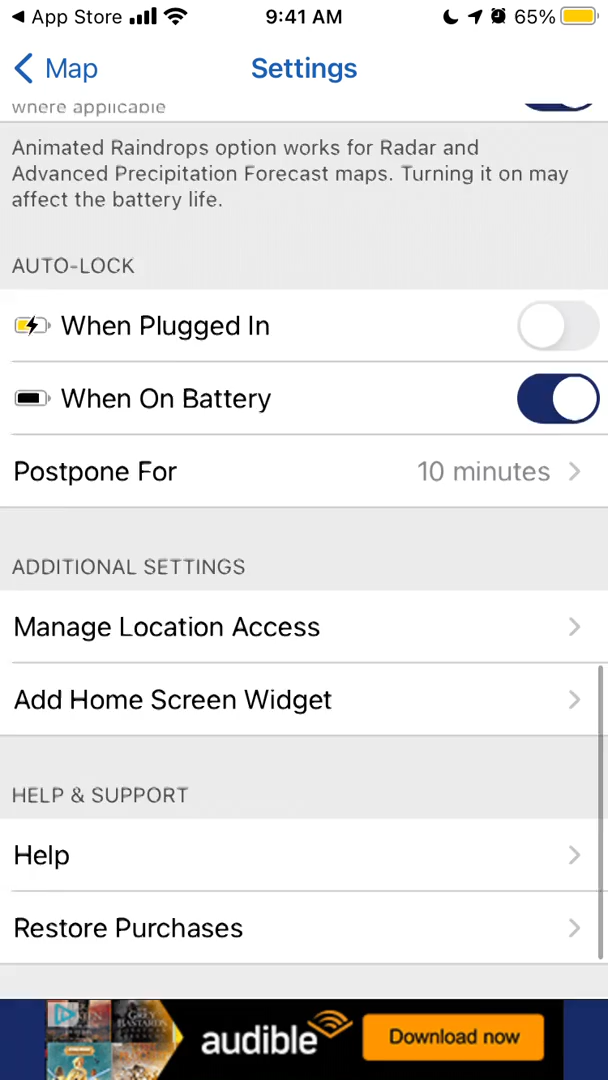 App Store
9:41 AM
65%
Map
Settings
where applicable
Animated Raindrops option works for Radar and
Advanced Precipitation Forecast maps. Turning it on may
affect the battery life.
AUTO-LOCK
When Plugged In
When On Battery
Postpone For 10 minutes
ADDITIONAL SETTINGS
Manage Location Access
Add Home Screen Widget
HELP & SUPPORT
Help
Restore Purchases
audible
Download now